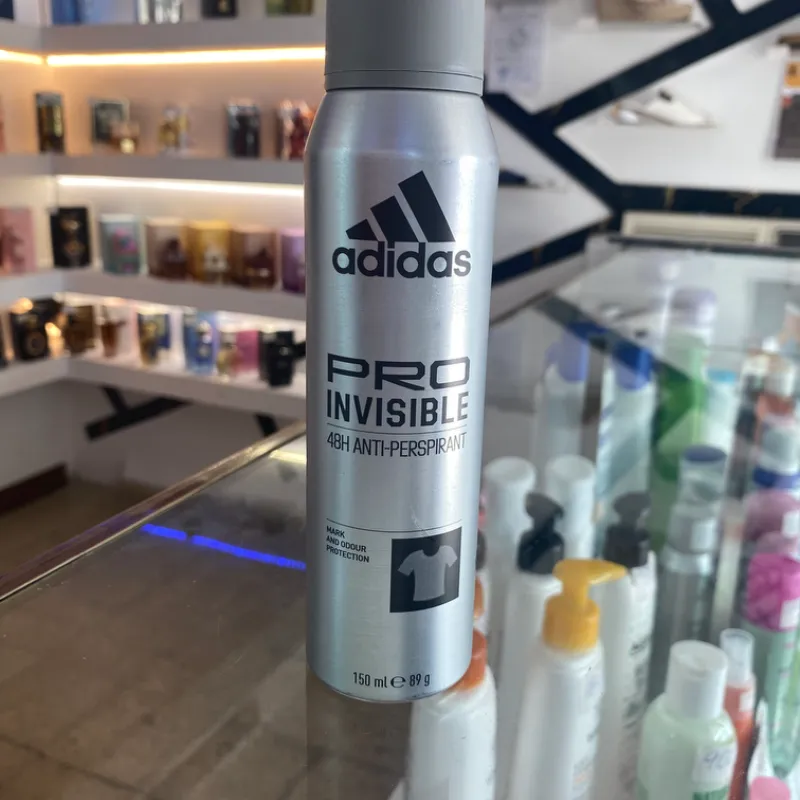 adidas
PRO
INVISIBLE
48H ANTI-PERSPIRANT
MARK
AND ODOUR
PROTECTION
150 ml ℮ 89 g